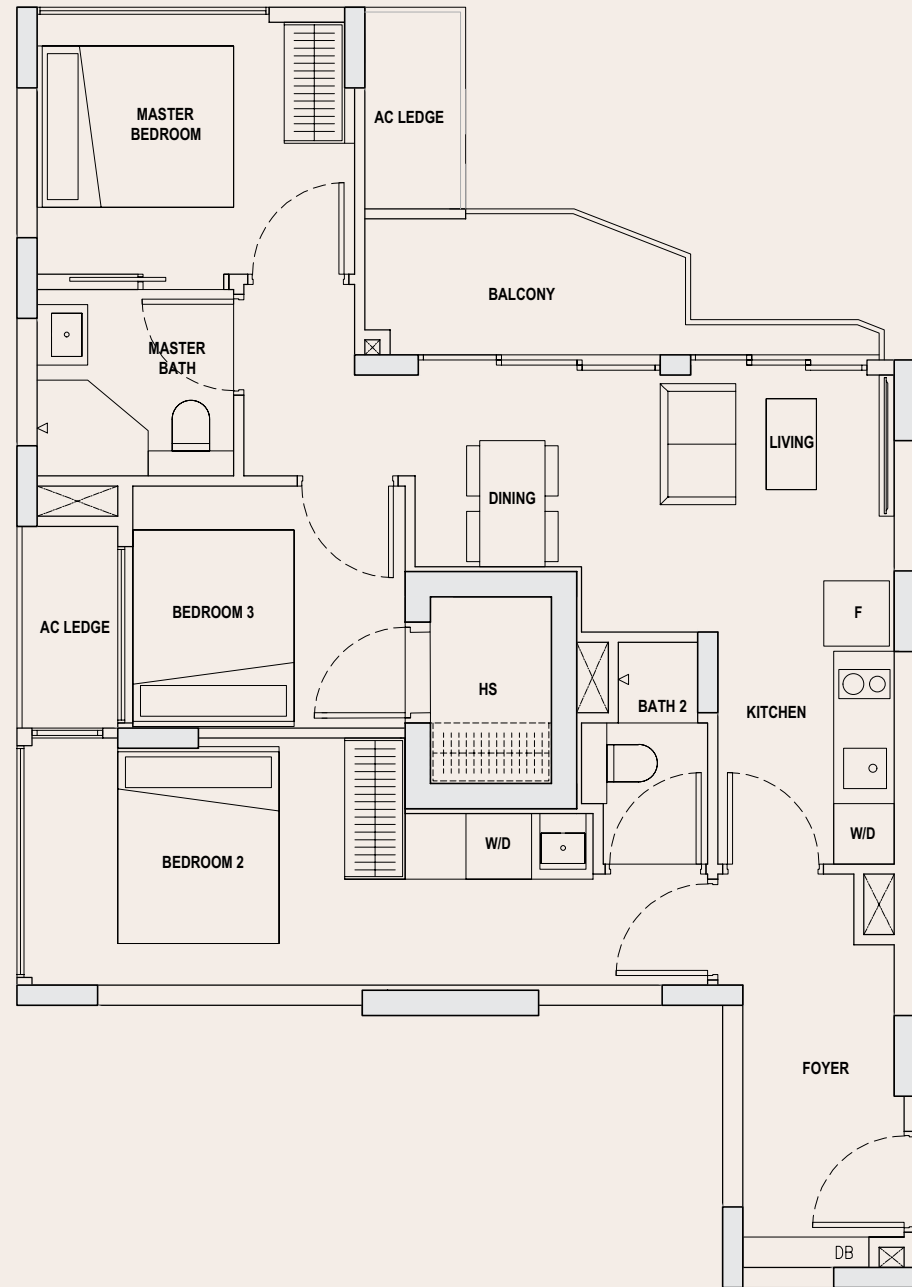 MASTER
BEDROOM
AC LEDGE
BALCONY
MASTER
BATH
LIVING
DINING
BEDROOM 3
F
AC LEDGE
HS
BATH 2
KITCHEN
W/D
W/D
BEDROOM 2
FOYER
DB